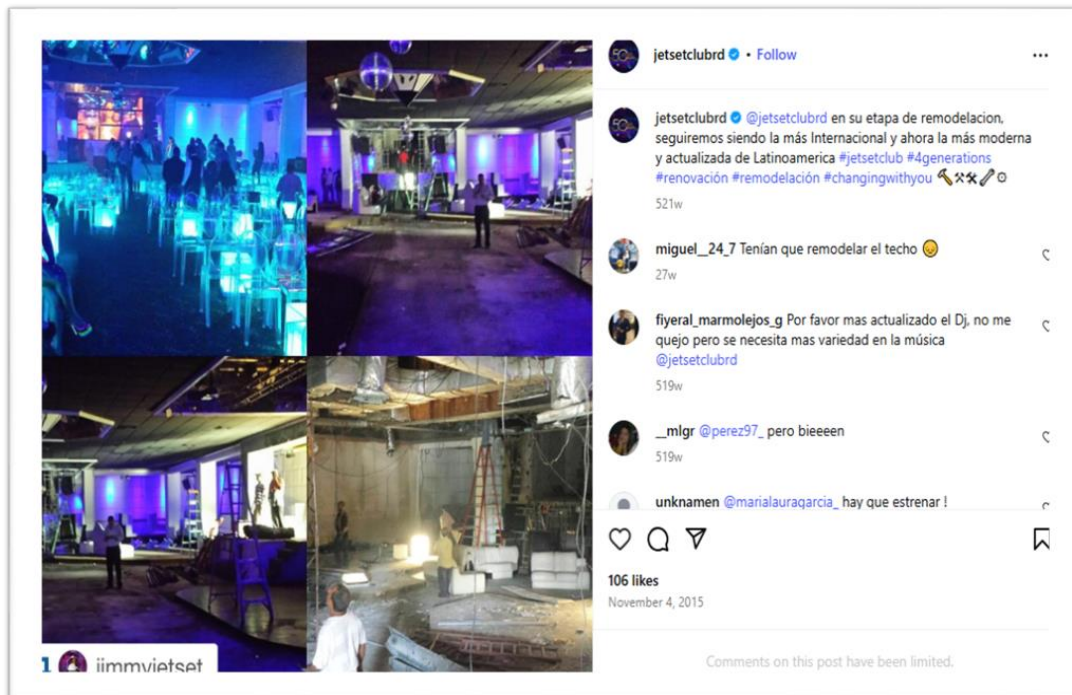 jetsetclubrd • Follow
jetsetclubrd @jetsetclubrd en su etapa de remodelacion,
seguiremos siendo la más Internacional y ahora la más moderna
y actualizada de Latinoamerica #jetsetclub #4generations
#renovación #remodelación #changingwithyou
521w
miguel__24_7 Tenían que remodelar el techo
27w
fiyeral_marmolejos_g Por favor mas actualizado el Dj, no me
quejo pero se necesita mas variedad en la música
@jetsetclubrd
519w
__mlgr @perez97_ pero bieeeen
519w
unknamen @marialauragarcia_ hay que estrenar !
106 likes
November 4, 2015
Comments on this post have been limited.
jimmyjetset